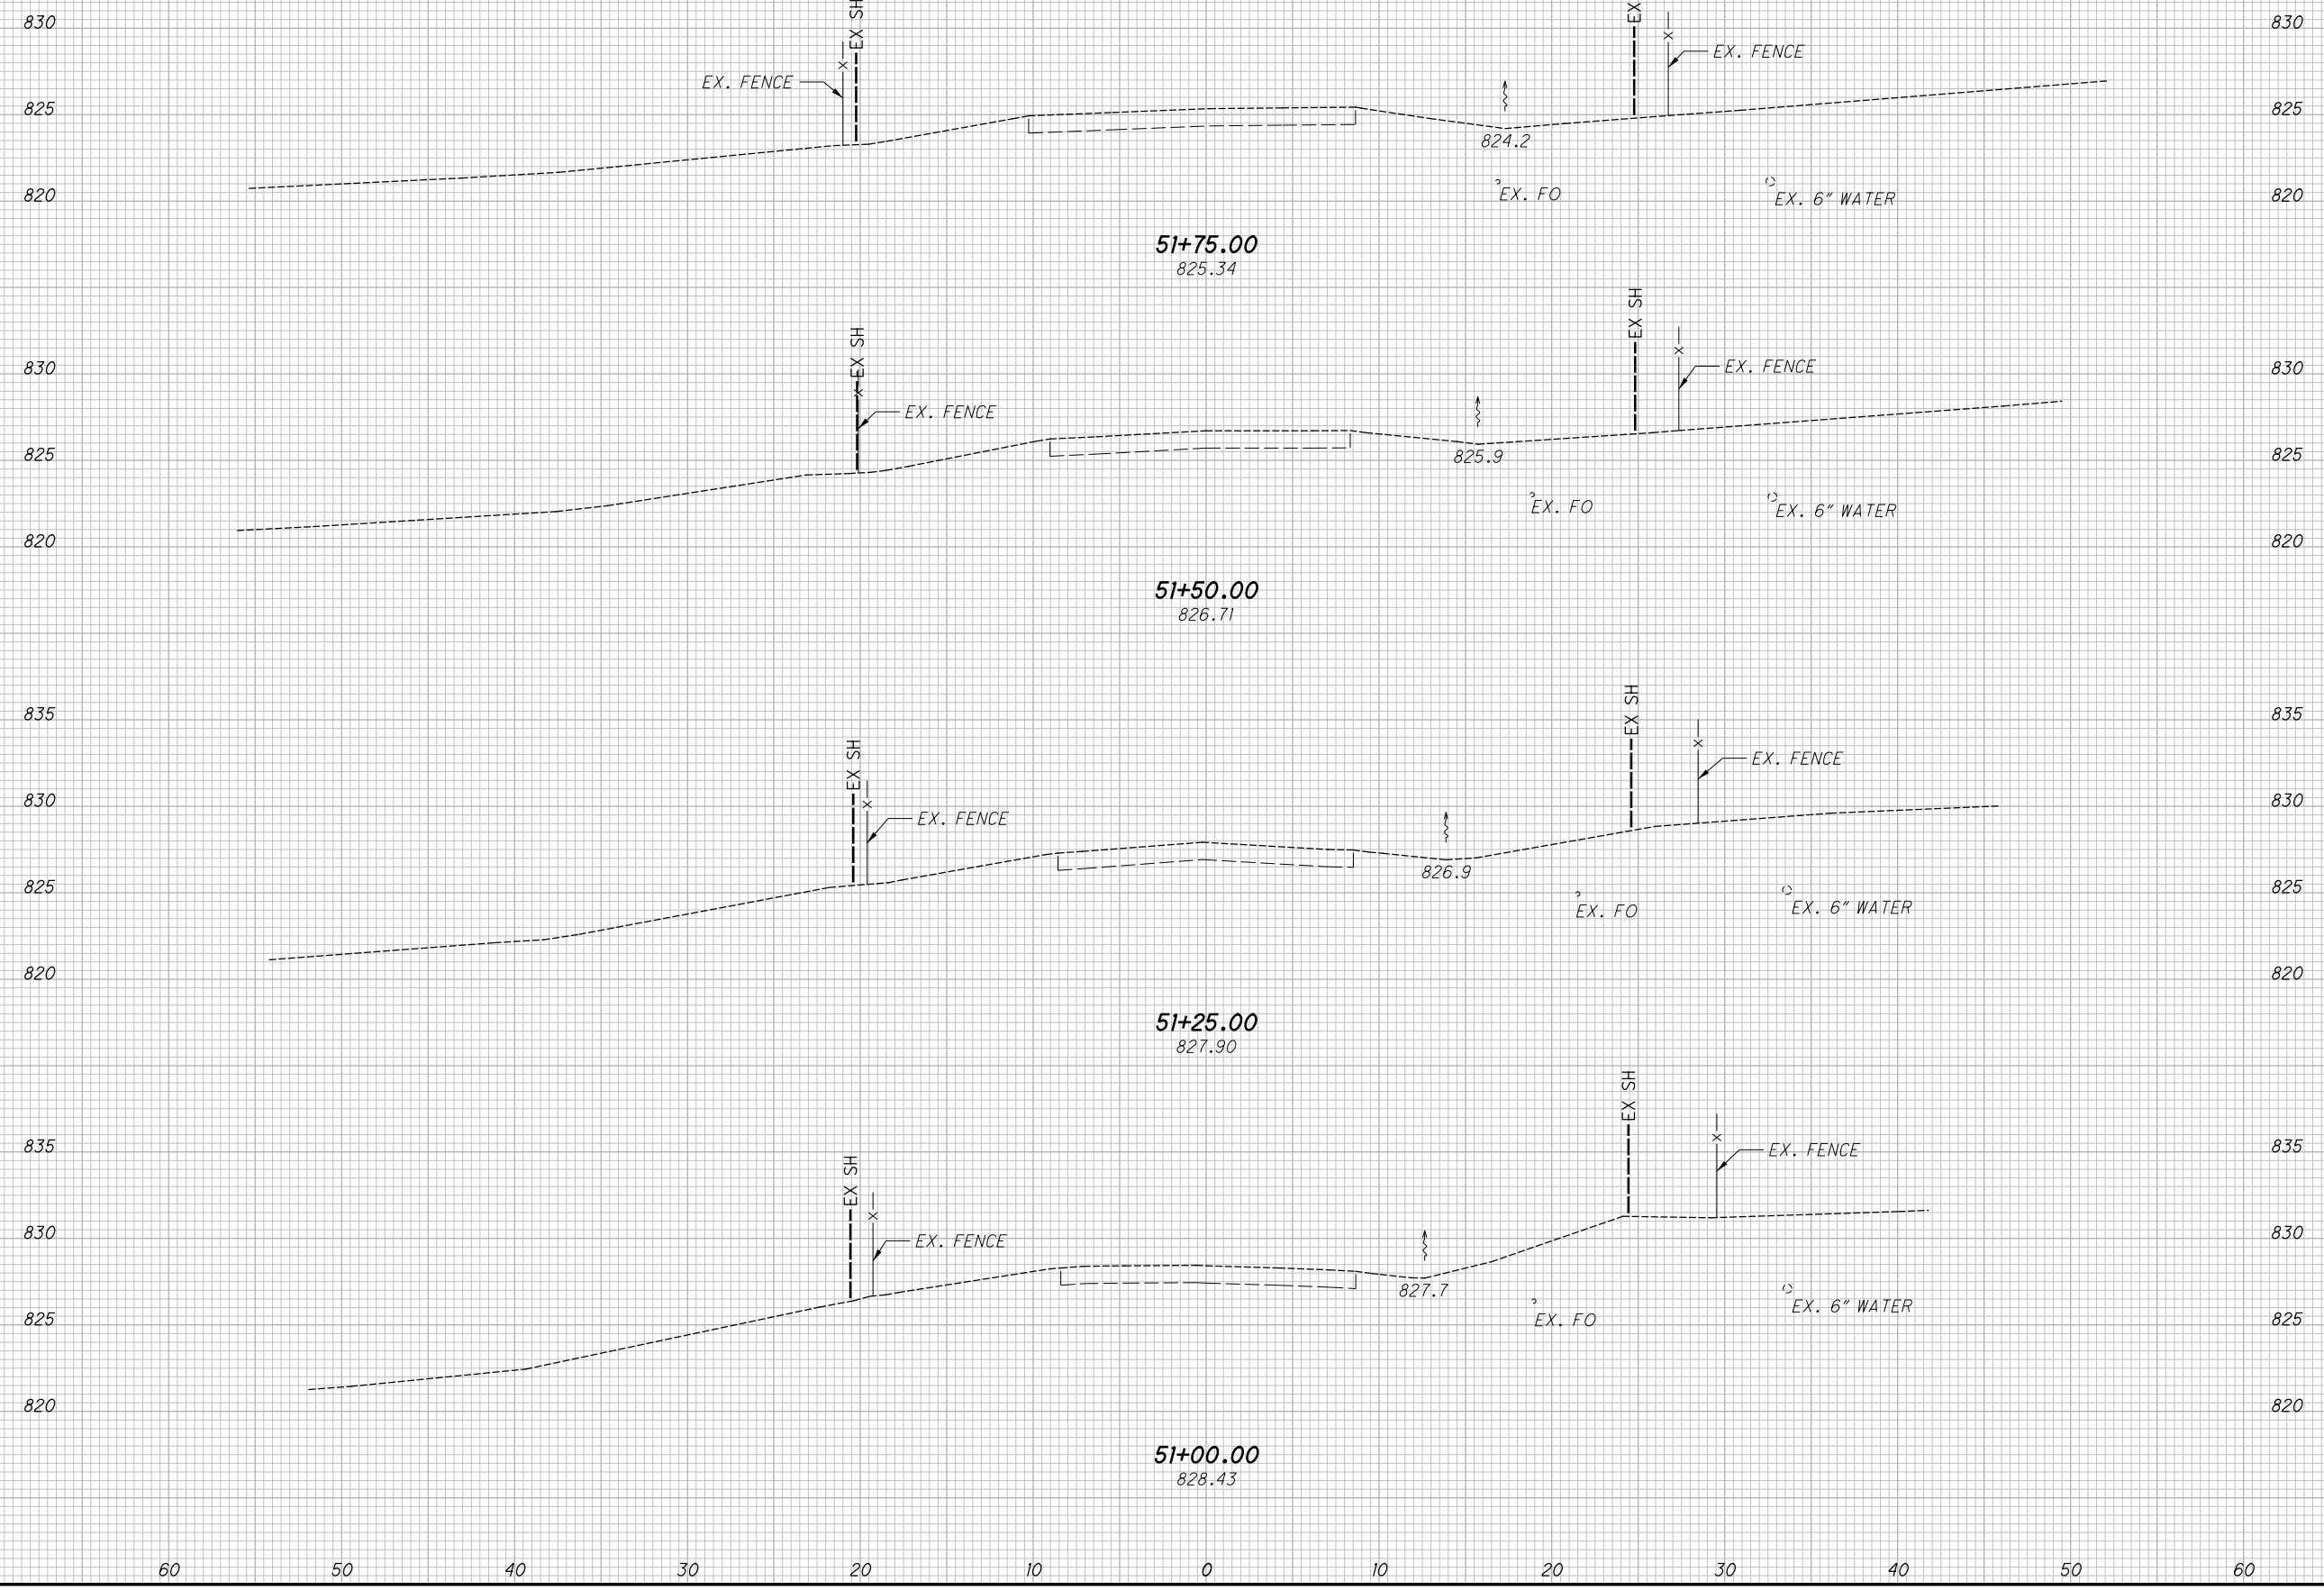 830 EX SH EX 830
EX. FENCE
EX. FENCE
825 825
824.2
820 EX. FO EX. 6" WATER 820
51+75.00
825.34
EX SH EX SH
830 EX. FENCE 830
EX. FENCE
825 825.9 825
EX. FO EX. 6" WATER
820 820
51+50.00
826.71
EX SH
835 835
EX SH EX. FENCE
830 830
EX. FENCE
826.9
825 825
EX. FO EX. 6" WATER
820 820
51+25.00
827.90
EX SH
835 EX. FENCE 835
EX SH
830 EX. FENCE 830
827.7
EX. 6" WATER
825 EX. FO 825
820 820
51+00.00
828.43
60 50 40 30 20 10 0 10 20 30 40 50 60